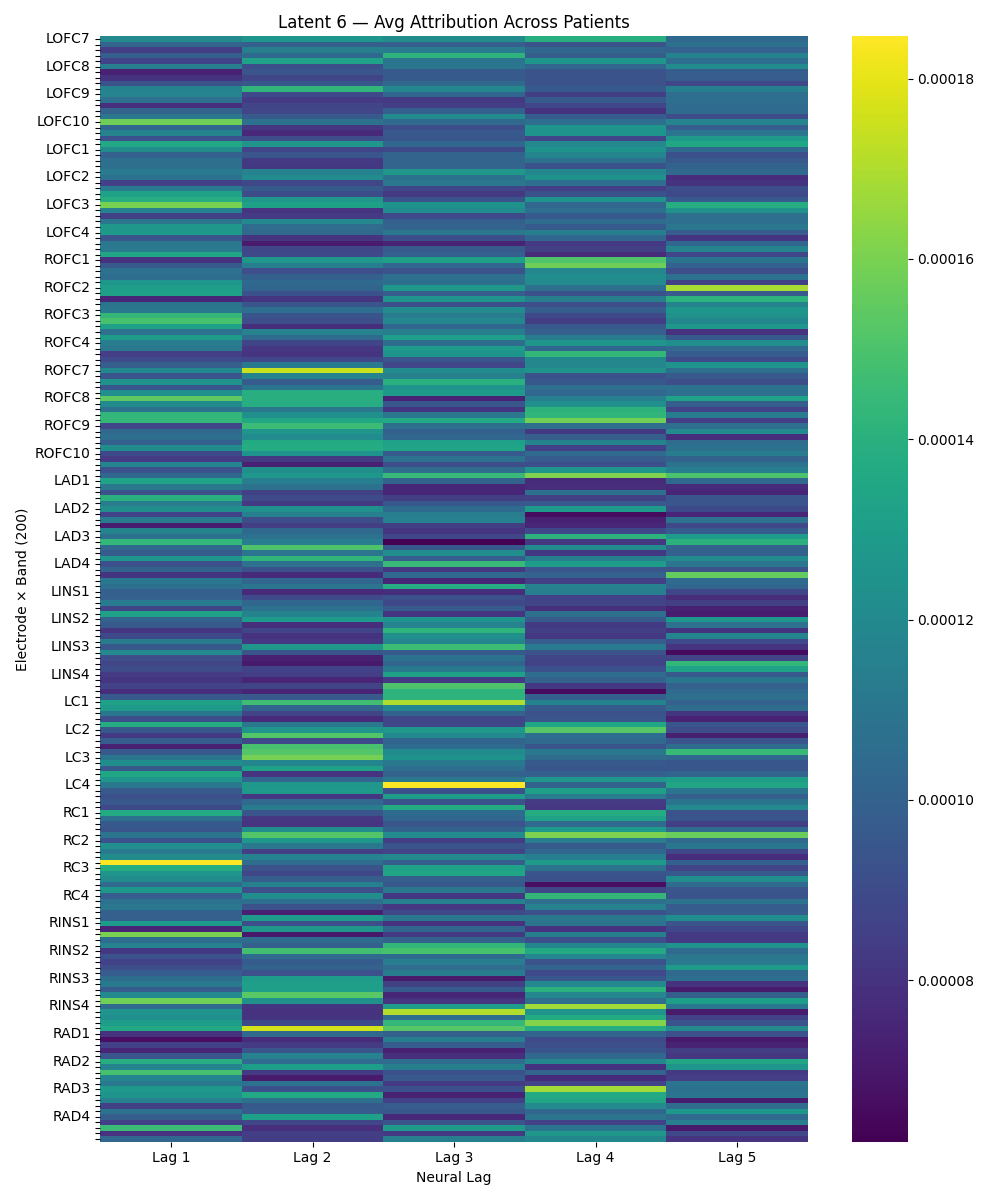 Latent 6 — Avg Attribution Across Patients
Electrode × Band (200)
LOFC7
LOFC8
LOFC9
LOFC10
LOFC1
LOFC2
LOFC3
LOFC4
ROFC1
ROFC2
ROFC3
ROFC4
ROFC7
ROFC8
ROFC9
ROFC10
LAD1
LAD2
LAD3
LAD4
LINS1
LINS2
LINS3
LINS4
LC1
LC2
LC3
LC4
RC1
RC2
RC3
RC4
RINS1
RINS2
RINS3
RINS4
RAD1
RAD2
RAD3
RAD4
Lag 1 Lag 2 Lag 3 Lag 4 Lag 5
Neural Lag
0.00018
0.00016
0.00014
0.00012
0.00010
0.00008